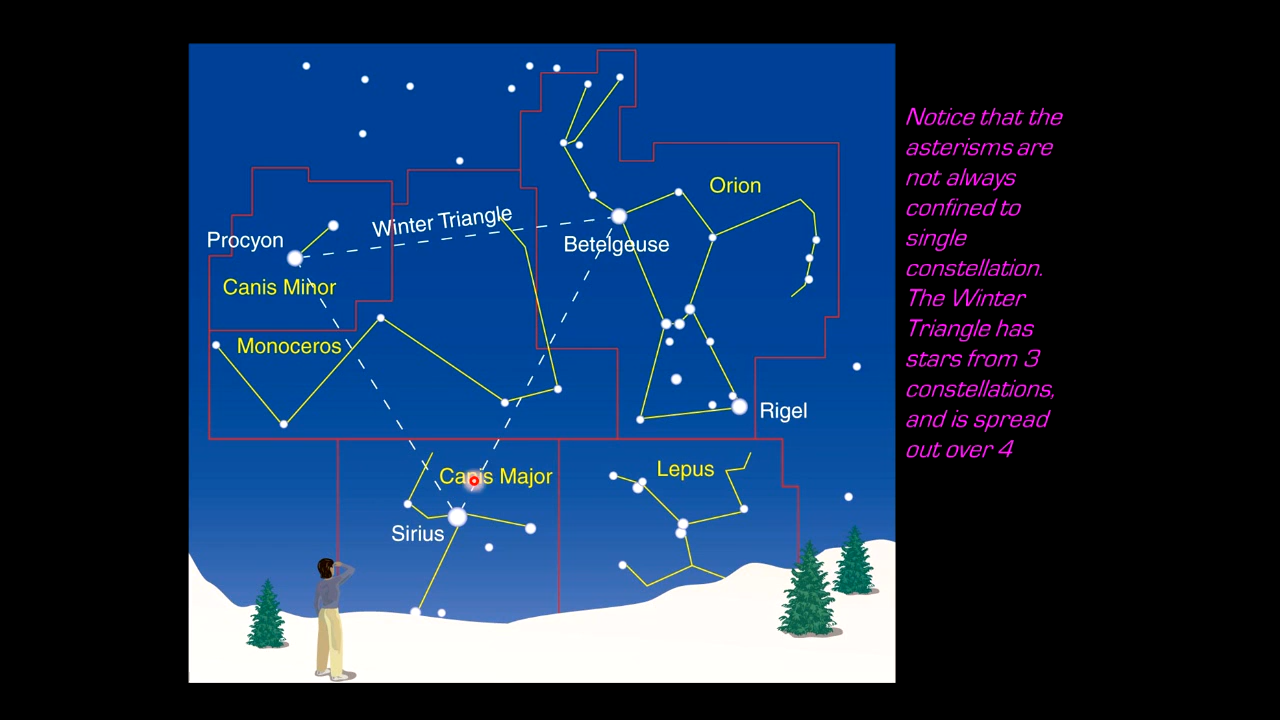 Orion
Winter Triangle
Procyon
Betelgeuse
Canis Minor
Monoceros
Rigel
Lepus
Canis Major
Sirius
Notice that the
asterisms are
not always
confined to
single
constellation.
The Winter
Triangle has
stars from 3
constellations,
and is spread
out over 4